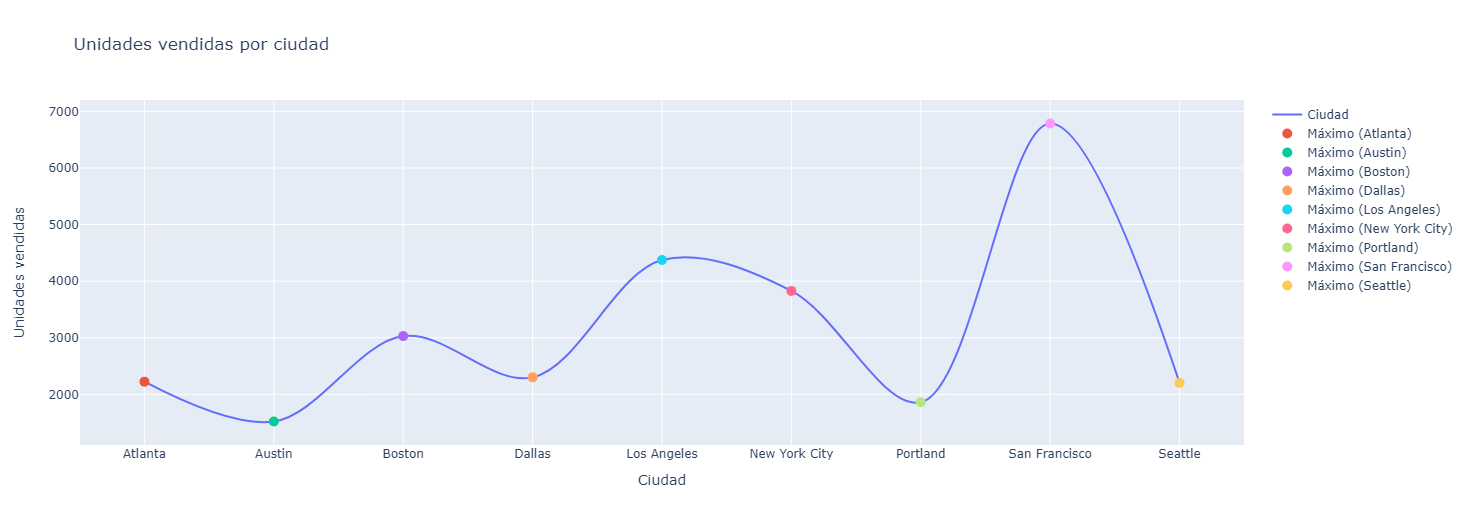 Unidades vendidas por ciudad
Unidades vendidas
7000
6000
5000
4000
3000
2000
Atlanta
Austin
Boston
Dallas
Los Angeles
New York City
Portland
San Francisco
Seattle
Ciudad
Ciudad
Máximo (Atlanta)
Máximo (Austin)
Máximo (Boston)
Máximo (Dallas)
Máximo (Los Angeles)
Máximo (New York City)
Máximo (Portland)
Máximo (San Francisco)
Máximo (Seattle)